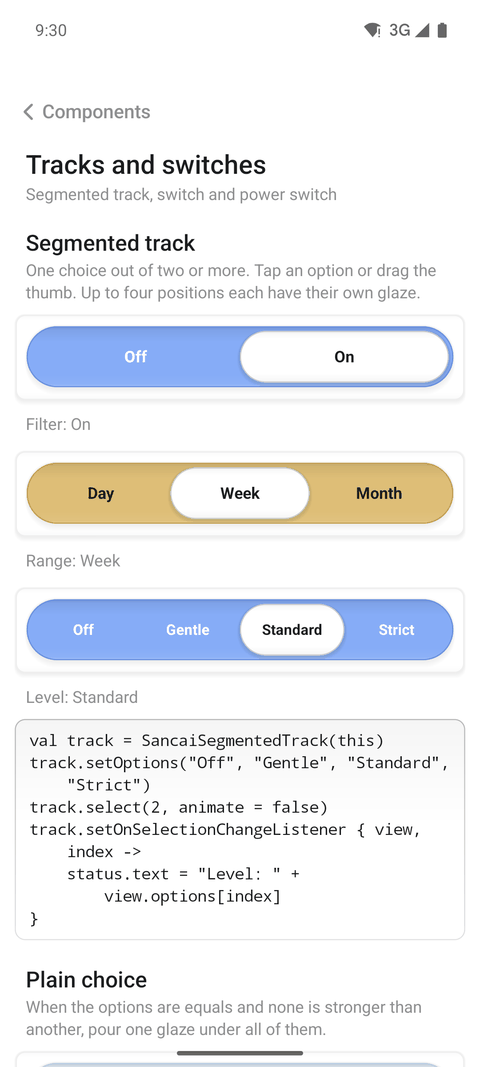 9:30
3G
Components
Tracks and switches
Segmented track, switch and power switch
Segmented track
One choice out of two or more. Tap an option or drag the
thumb. Up to four positions each have their own glaze.
Off On
Filter: On
Day Week Month
Range: Week
Off Gentle Standard Strict
Level: Standard
val track = SancaiSegmentedTrack(this)
track.setOptions("Off", "Gentle", "Standard",
    "Strict")
track.select(2, animate = false)
track.setOnSelectionChangeListener { view,
    index ->
    status.text = "Level: " +
        view.options[index]
}
Plain choice
When the options are equals and none is stronger than
another, pour one glaze under all of them.